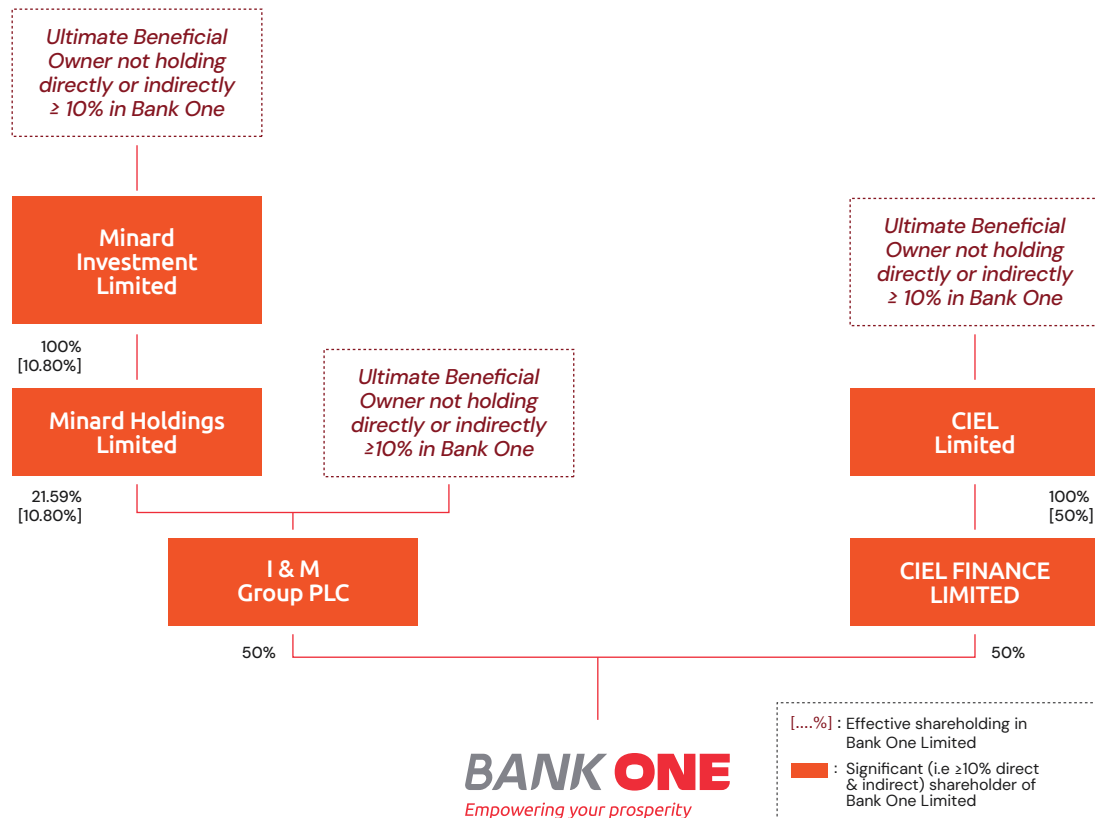 Ultimate Beneficial
Owner not holding
directly or indirectly
≥ 10% in Bank One
Minard
Investment
Limited
100%
[10.80%]
Minard Holdings
Limited
21.59%
[10.80%]
Ultimate Beneficial
Owner not holding
directly or indirectly
≥10% in Bank One
I & M
Group PLC
50%
Ultimate Beneficial
Owner not holding
directly or indirectly
≥ 10% in Bank One
CIEL
Limited
100%
[50%]
CIEL FINANCE
LIMITED
50%
BANK ONE
Empowering your prosperity
[....%] : Effective shareholding in
Bank One Limited
: Significant (i.e ≥10% direct
& indirect) shareholder of
Bank One Limited